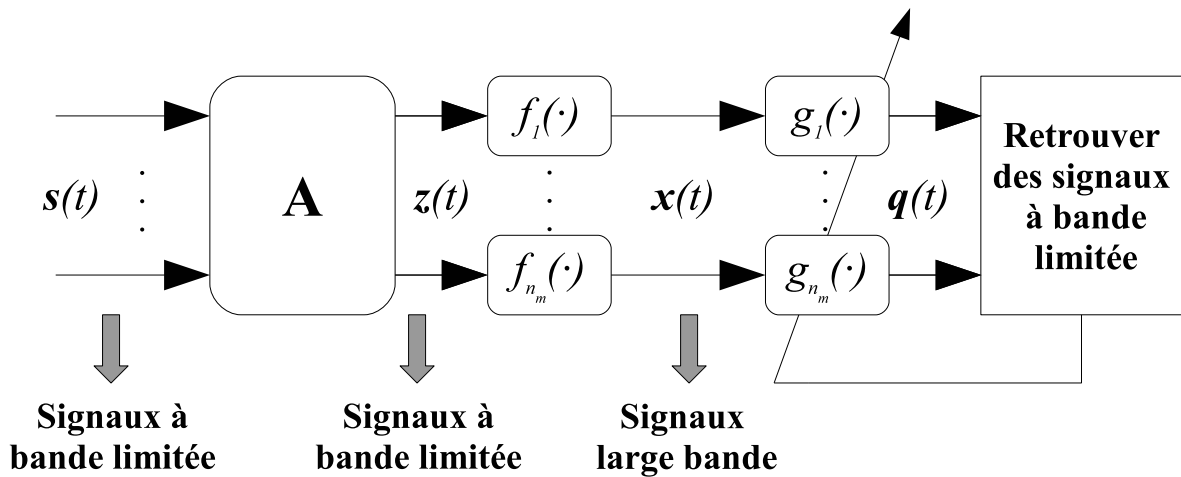 s(t)
A
z(t)
f₁(·)
fₙₘ(·)
x(t)
g₁(·)
gₙₘ(·)
q(t)
Retrouver
des signaux
à bande
limitée
Signaux à
bande limitée
Signaux à
bande limitée
Signaux
large bande